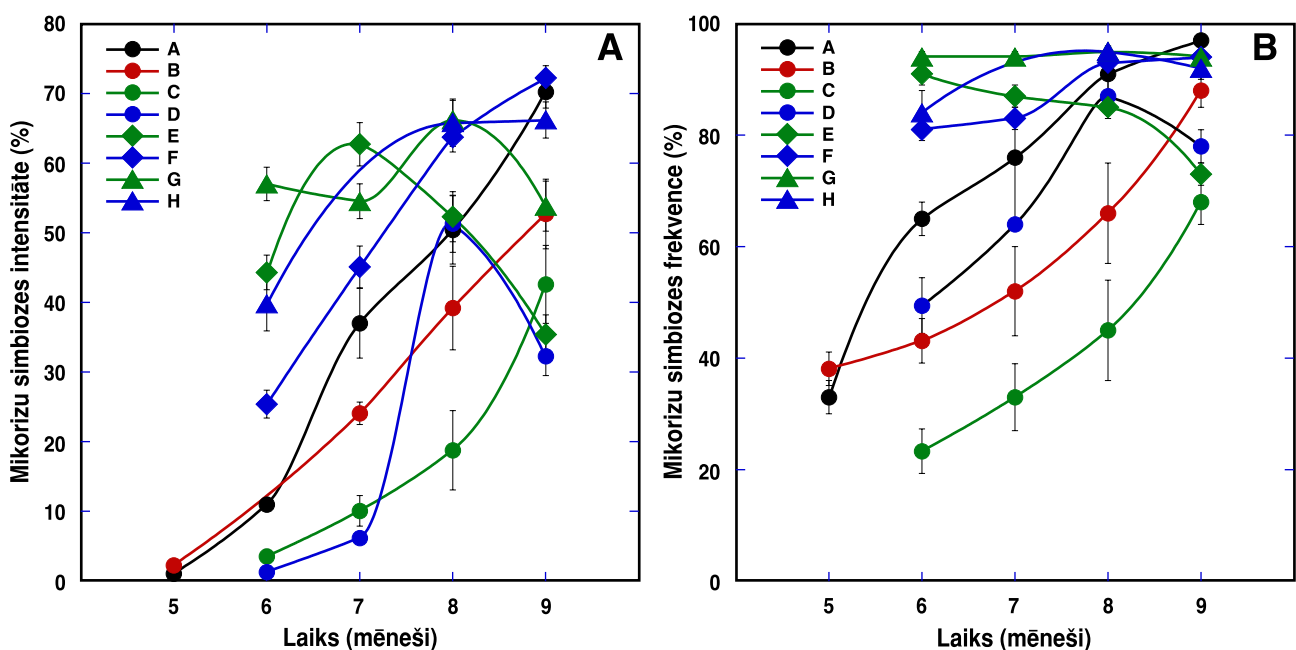 A
Mikorizu simbiozes intensitāte (%)
80
70
60
50
40
30
20
10
0
A
B
C
D
E
F
G
H
5 6 7 8 9
Laiks (mēneši)
B
Mikorizu simbiozes frekvence (%)
100
80
60
40
20
0
A
B
C
D
E
F
G
H
5 6 7 8 9
Laiks (mēneši)